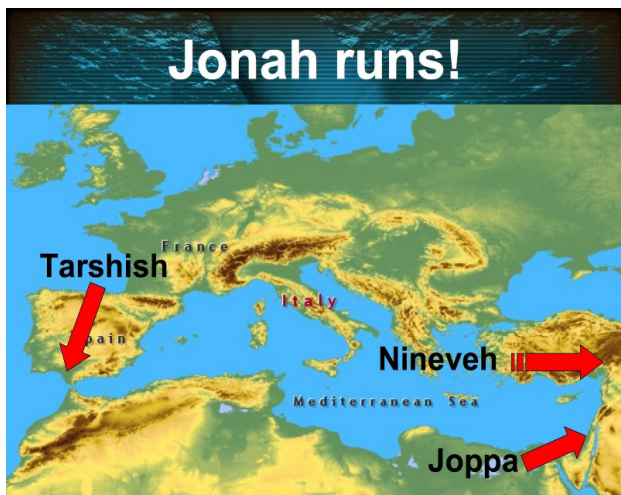 Jonah runs!
France
Tarshish
Italy
pain
Nineveh
Mediterranean Sea
Joppa